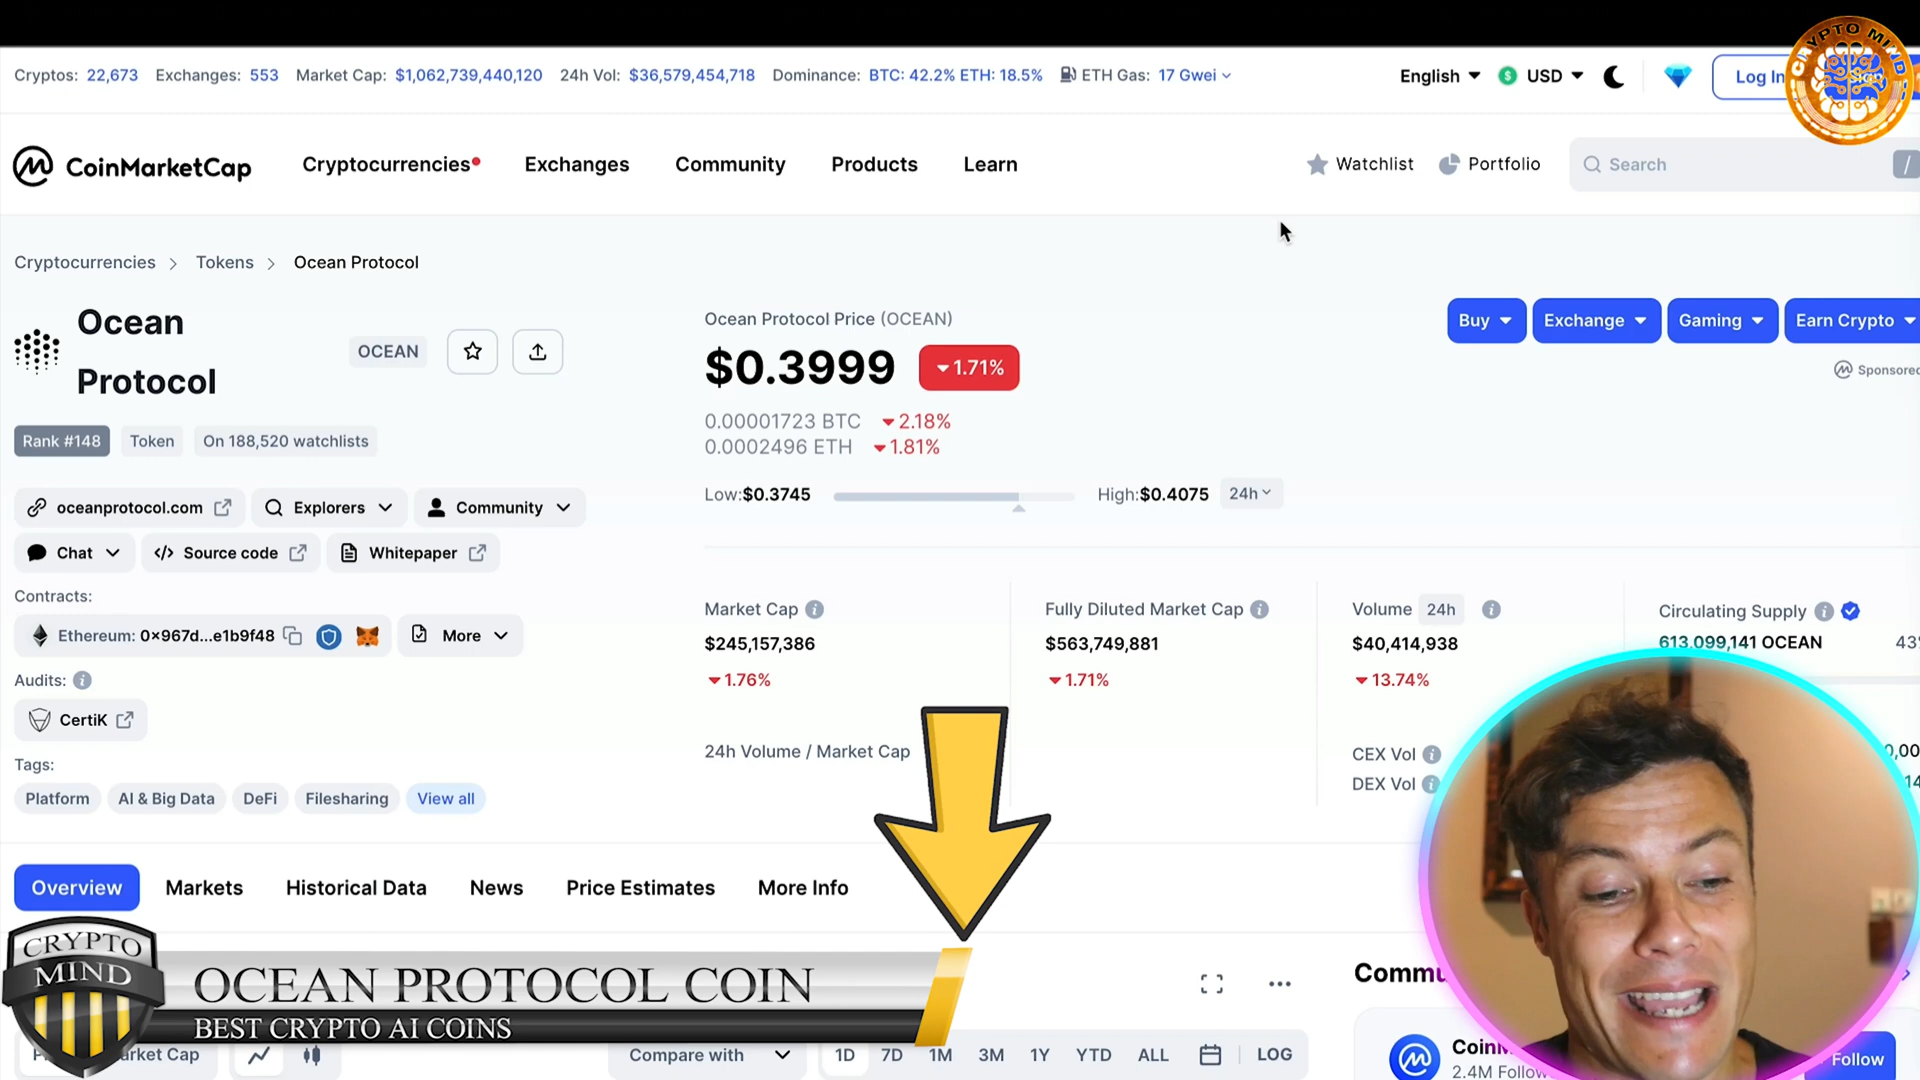 Cryptos: 22,673 Exchanges: 553 Market Cap: $1,062,739,440,120 24h Vol: $36,579,454,718 Dominance: BTC: 42.2% ETH: 18.5% ETH Gas: 17 Gwei
English USD Log In
CRYPTO MIND
CoinMarketCap Cryptocurrencies Exchanges Community Products Learn
Watchlist Portfolio Search /
Cryptocurrencies > Tokens > Ocean Protocol
Ocean
Protocol
OCEAN
Rank #148 Token On 188,520 watchlists
oceanprotocol.com Explorers Community
Chat Source code Whitepaper
Contracts:
Ethereum: 0×967d...e1b9f48 More
Audits:
CertiK
Tags:
Platform AI & Big Data DeFi Filesharing View all
Ocean Protocol Price (OCEAN)
$0.3999 1.71%
0.00001723 BTC 2.18%
0.0002496 ETH 1.81%
Low:$0.3745 High:$0.4075 24h
Buy Exchange Gaming Earn Crypto
Sponsored
Market Cap
$245,157,386
1.76%
Fully Diluted Market Cap
$563,749,881
1.71%
Volume 24h
$40,414,938
13.74%
Circulating Supply
613,099,141 OCEAN 43
24h Volume / Market Cap
CEX Vol
DEX Vol
Overview Markets Historical Data News Price Estimates More Info
CRYPTO
MIND
OCEAN PROTOCOL COIN
BEST CRYPTO AI COINS
Market Cap
Compare with 1D 7D 1M 3M 1Y YTD ALL LOG
2.4M
Follow